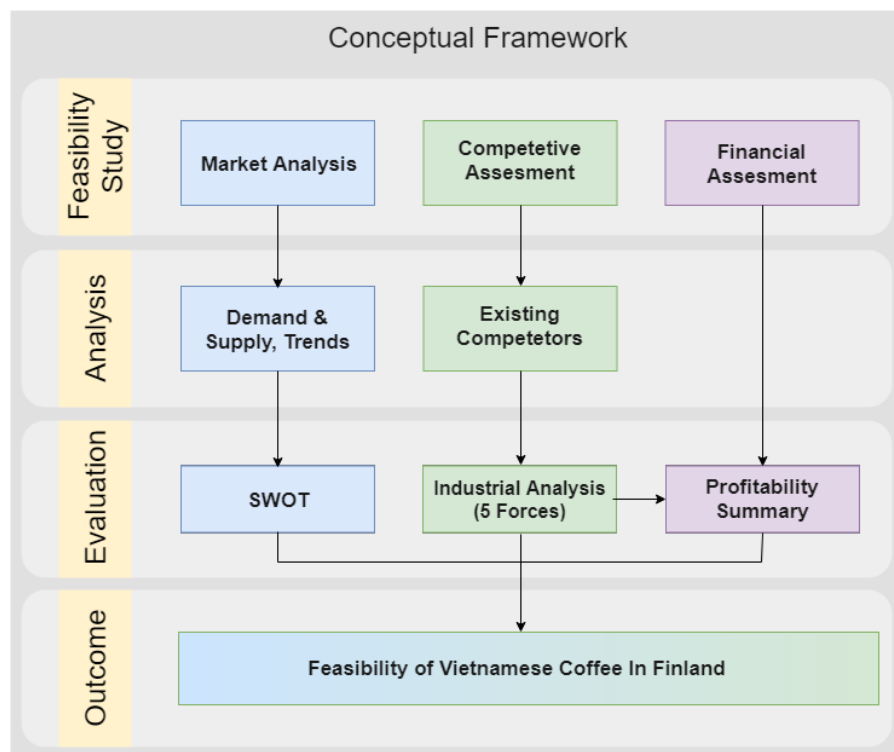 Conceptual Framework
Feasibility
Study
Market Analysis
Competetive
Assesment
Financial
Assesment
Analysis
Demand &
Supply, Trends
Existing
Competetors
Evaluation
SWOT
Industrial Analysis
(5 Forces)
Profitability
Summary
Outcome
Feasibility of Vietnamese Coffee In Finland